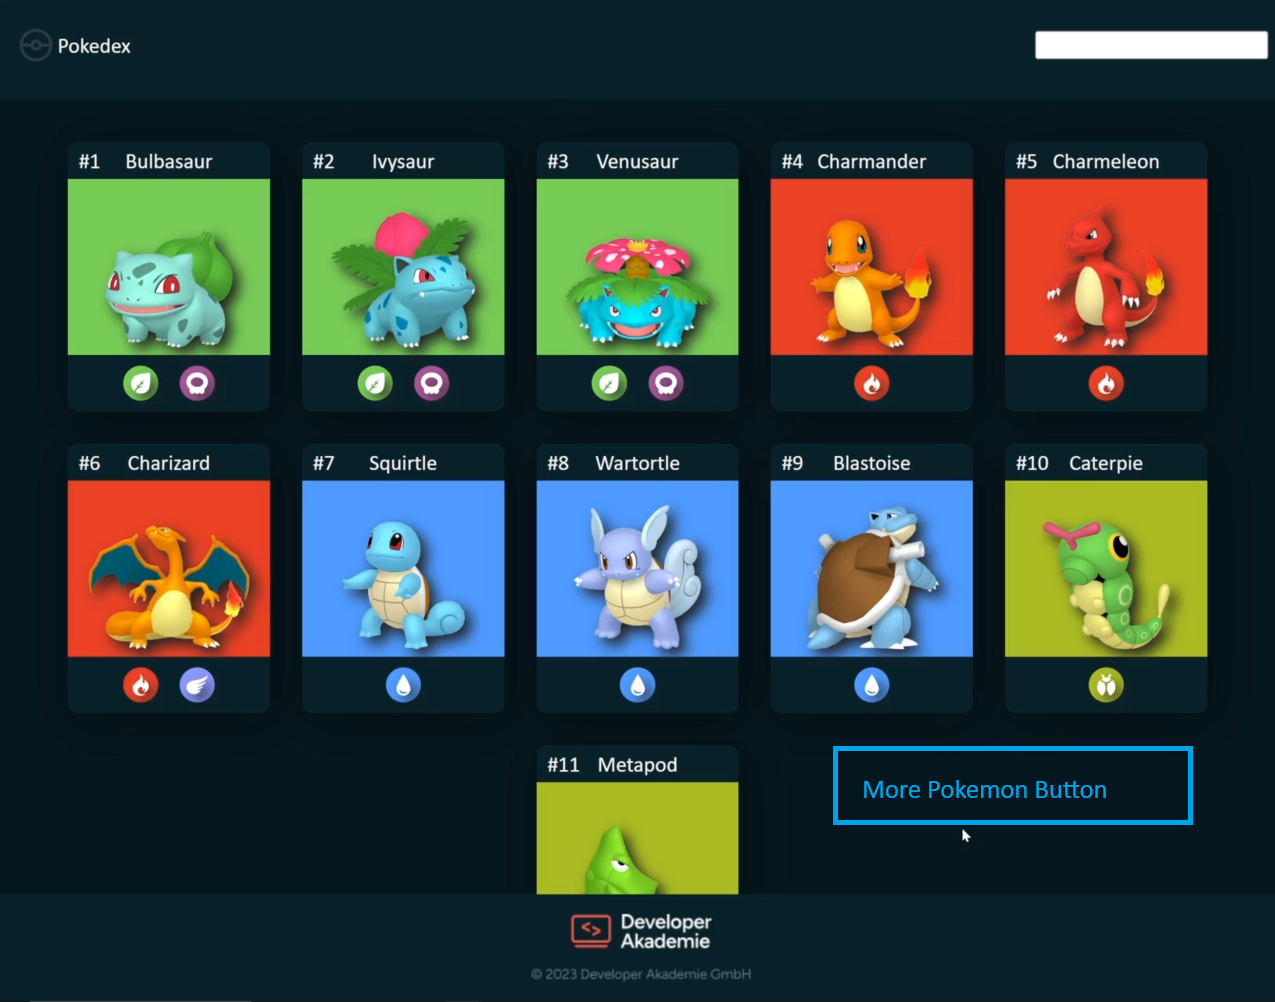 Pokedex
#1 Bulbasaur
#2 Ivysaur
#3 Venusaur
#4 Charmander
#5 Charmeleon
#6 Charizard
#7 Squirtle
#8 Wartortle
#9 Blastoise
#10 Caterpie
#11 Metapod
More Pokemon Button
<> Developer
Akademie
© 2023 Developer Akademie GmbH